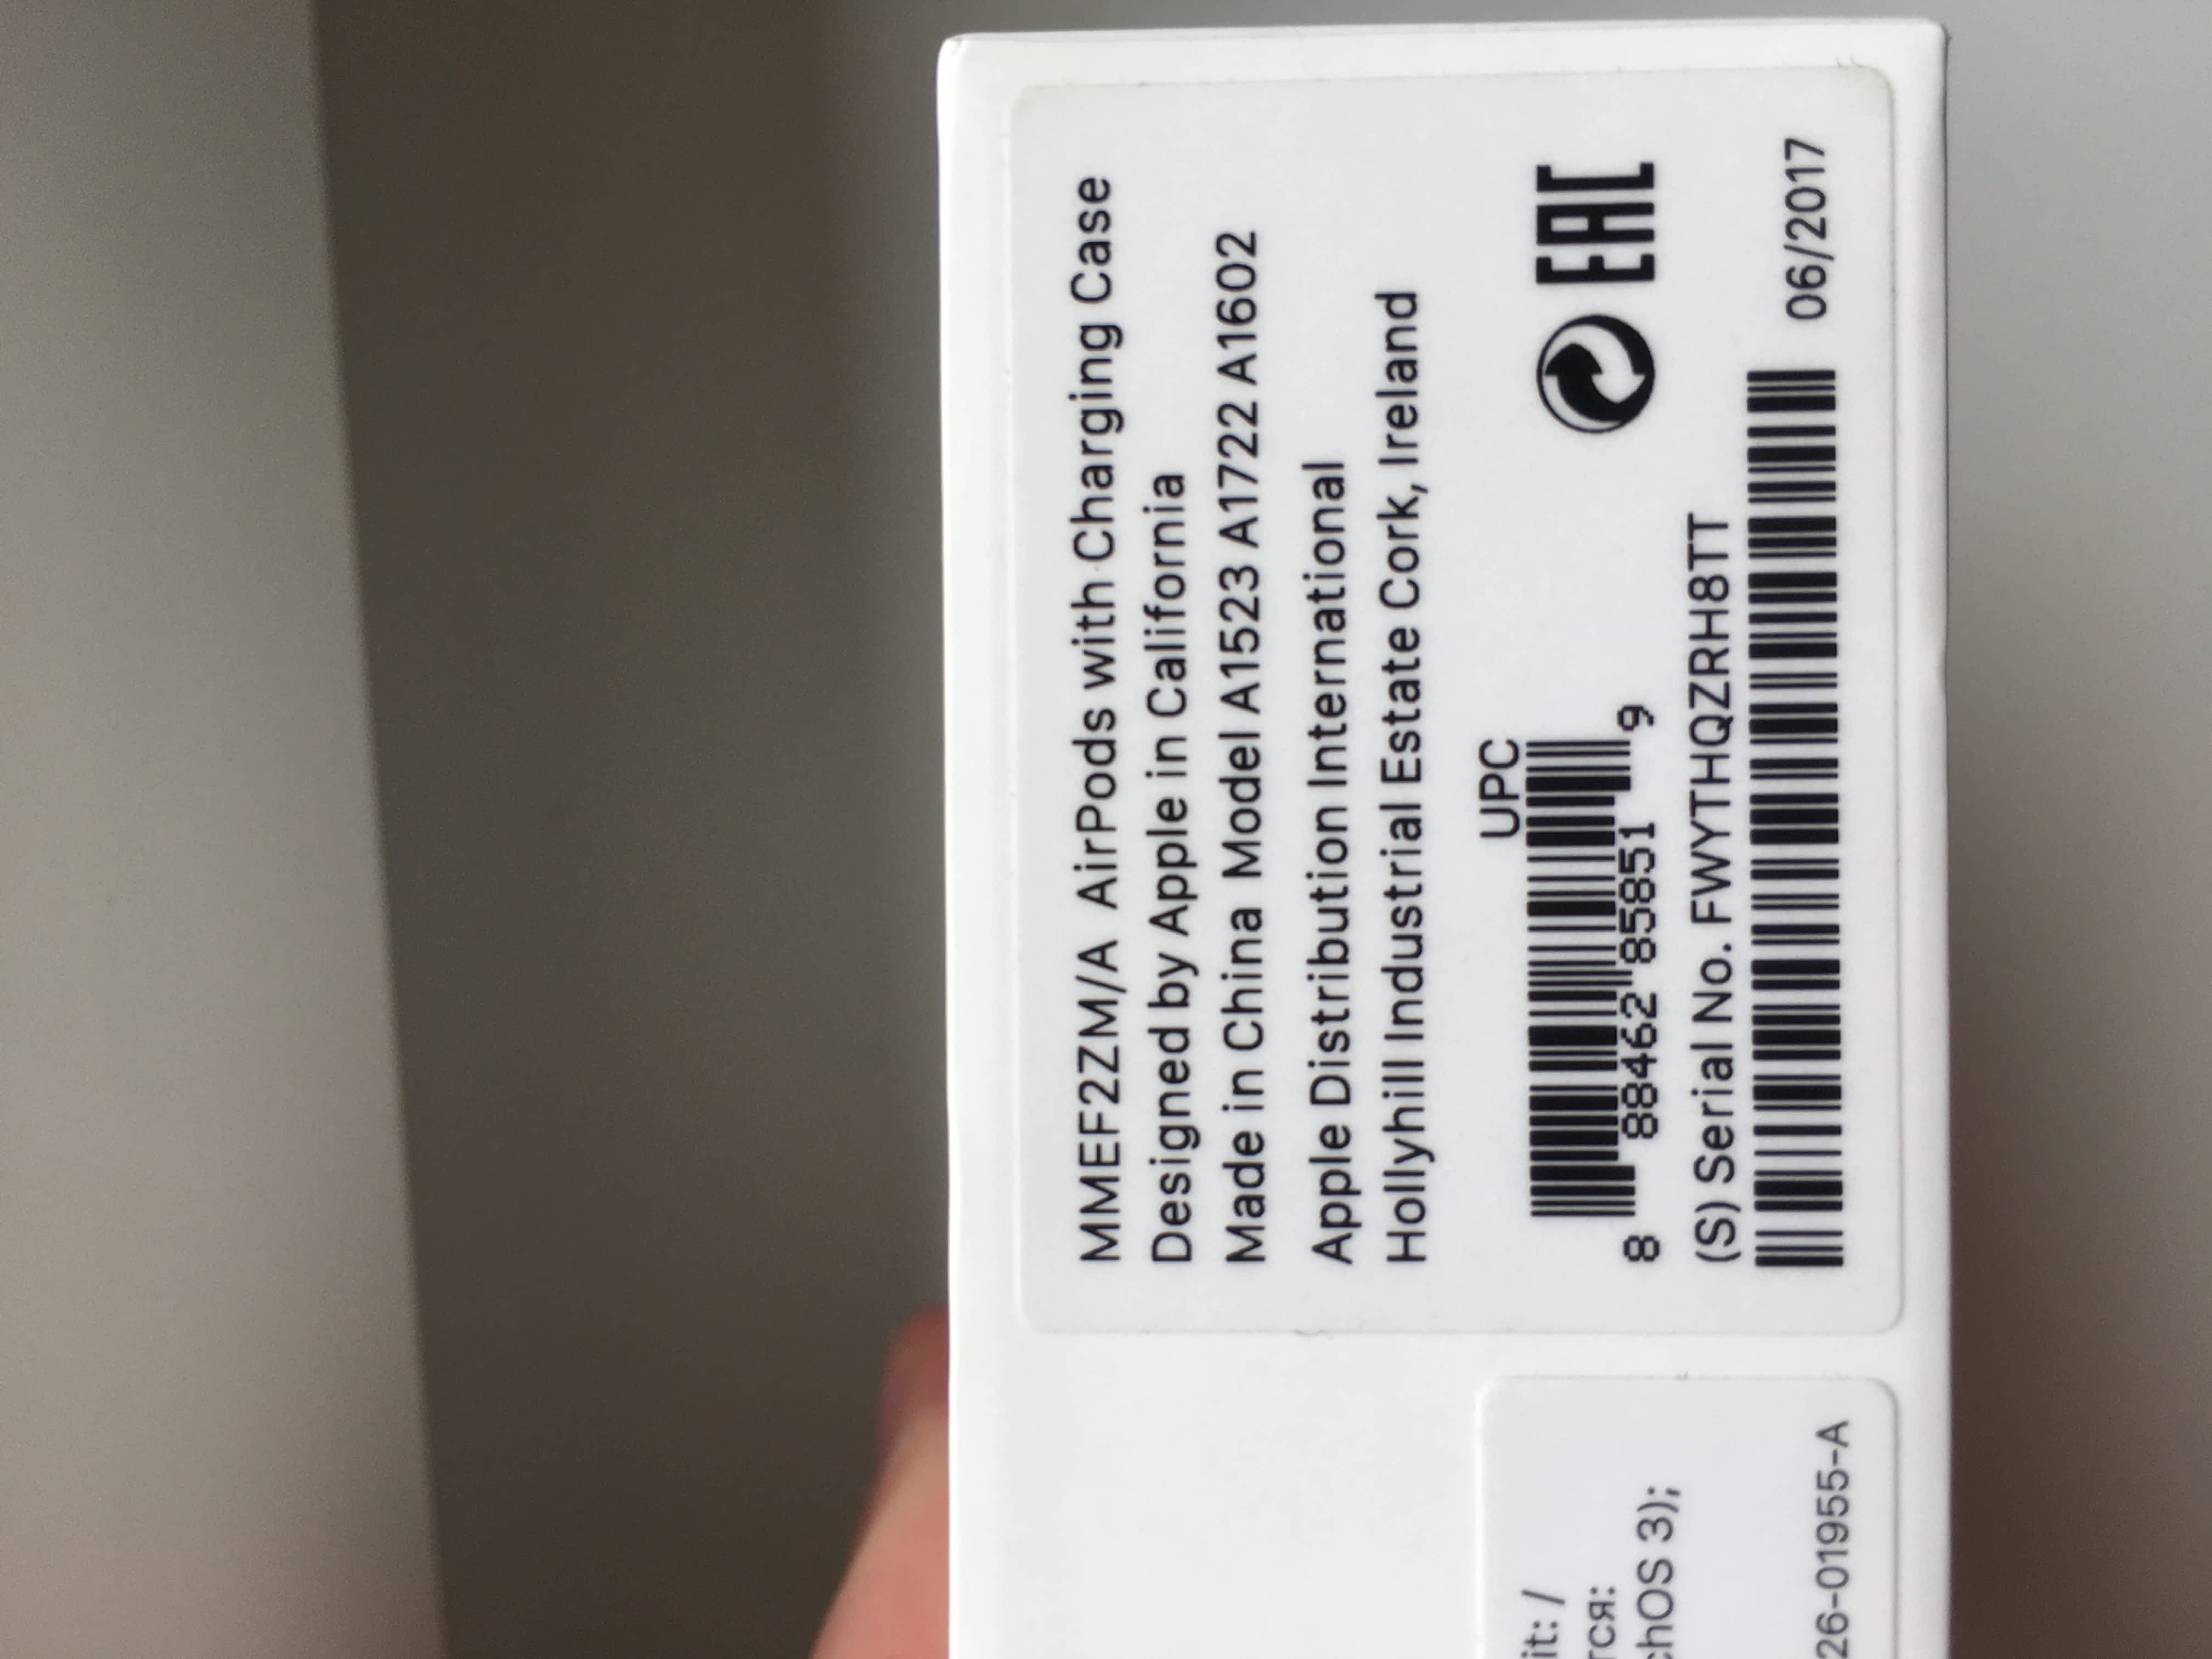 MMEF2ZM/A AirPods with Charging Case
Designed by Apple in California
Made in China Model A1523 A1722 A1602
Apple Distribution International
Hollyhill Industrial Estate Cork, Ireland
UPC
8 88462 85851 9
EAC
(S) Serial No. FWYTHQZRH8TT
06/2017
it: /
тся:
chOS 3);
26-01955-A